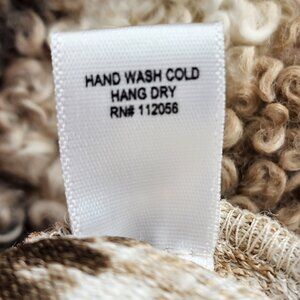 HAND WASH COLD
HANG DRY
RN# 112056